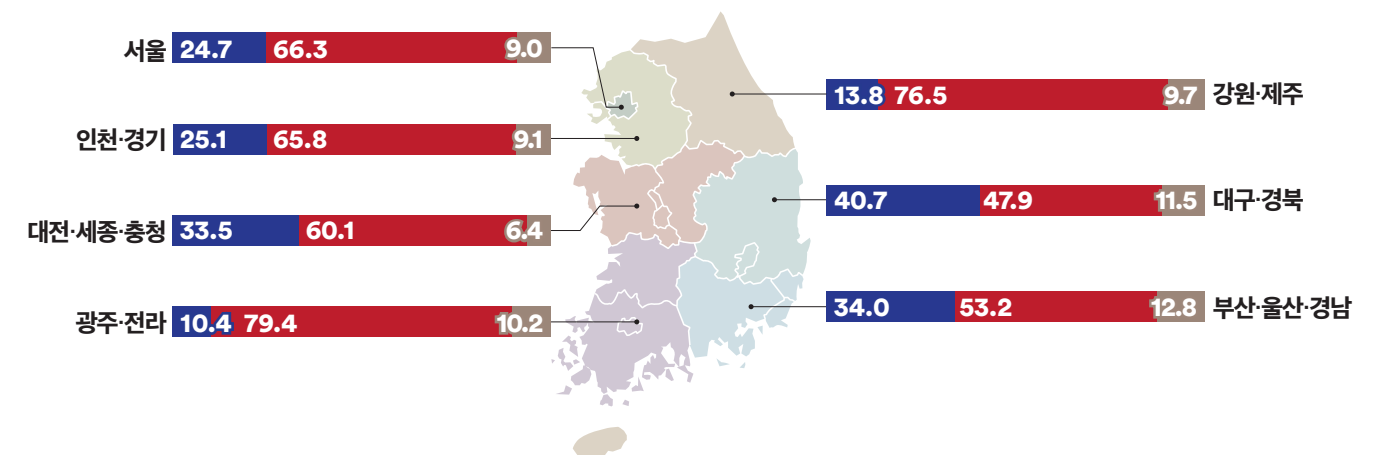 서울 24.7 66.3 9.0
인천·경기 25.1 65.8 9.1
대전·세종·충청 33.5 60.1 6.4
광주·전라 10.4 79.4 10.2
13.8 76.5 9.7 강원·제주
40.7 47.9 11.5 대구·경북
34.0 53.2 12.8 부산·울산·경남